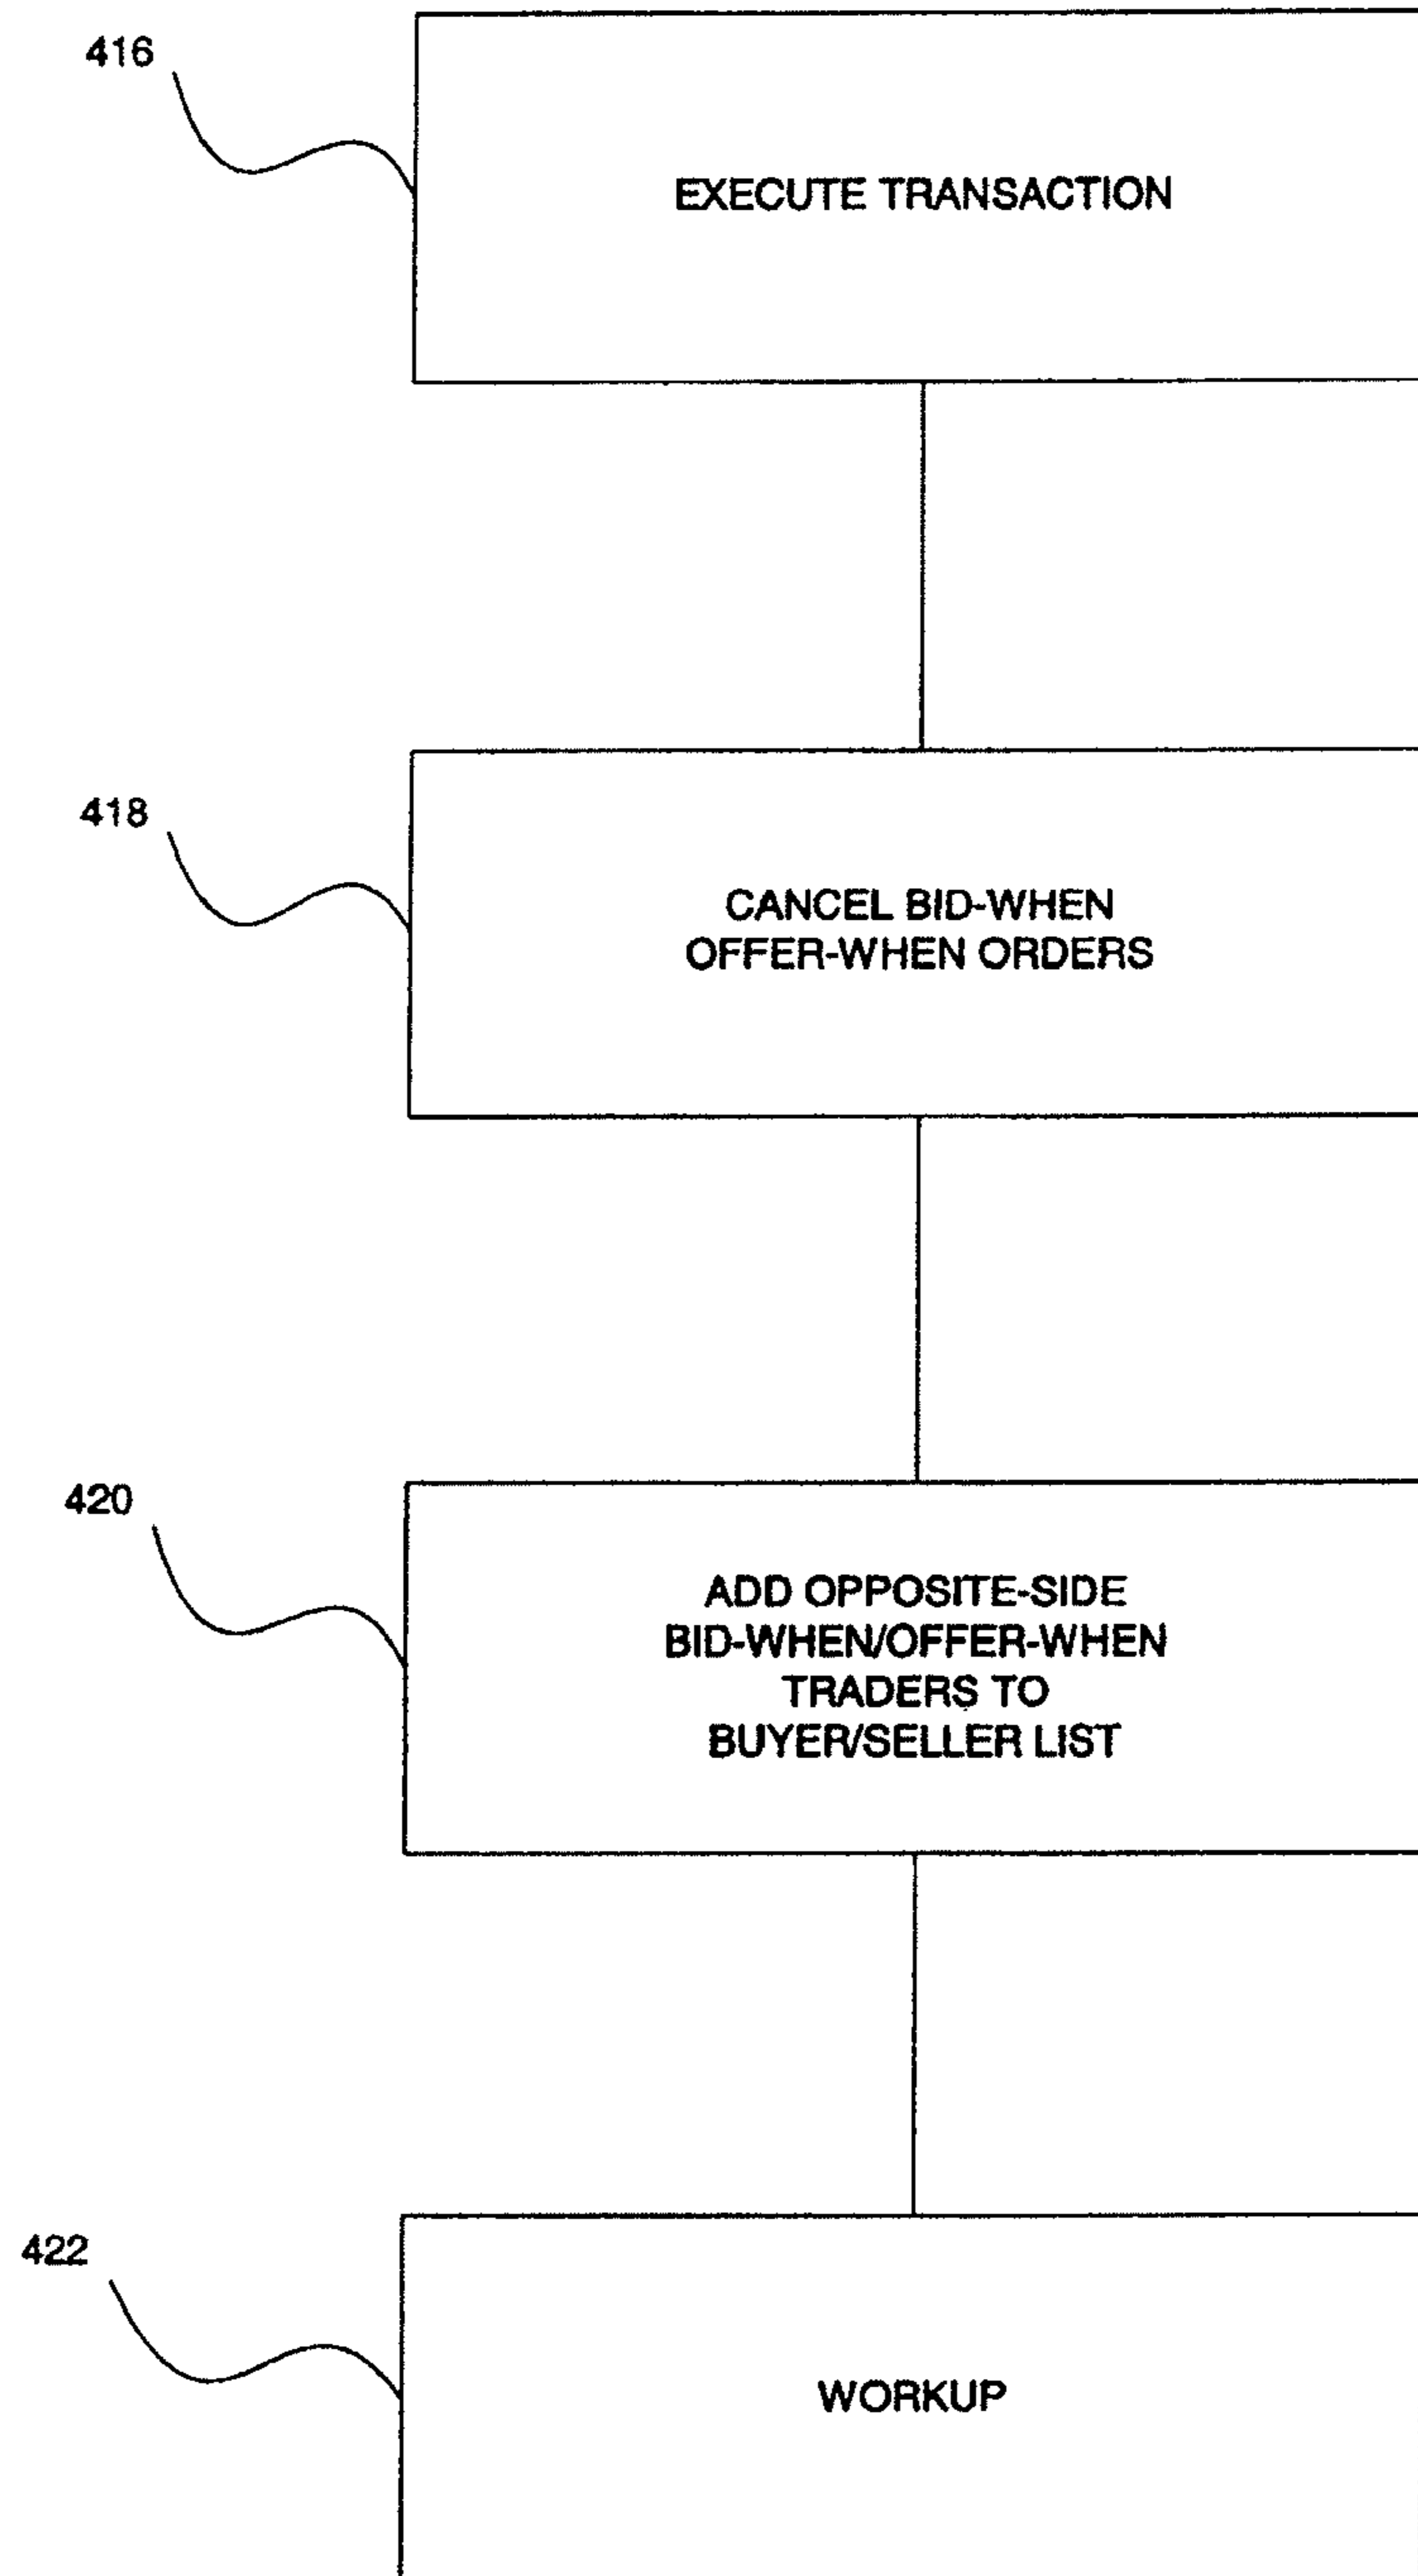 416
EXECUTE TRANSACTION
418
CANCEL BID-WHEN
OFFER-WHEN ORDERS
420
ADD OPPOSITE-SIDE
BID-WHEN/OFFER-WHEN
TRADERS TO
BUYER/SELLER LIST
422
WORKUP